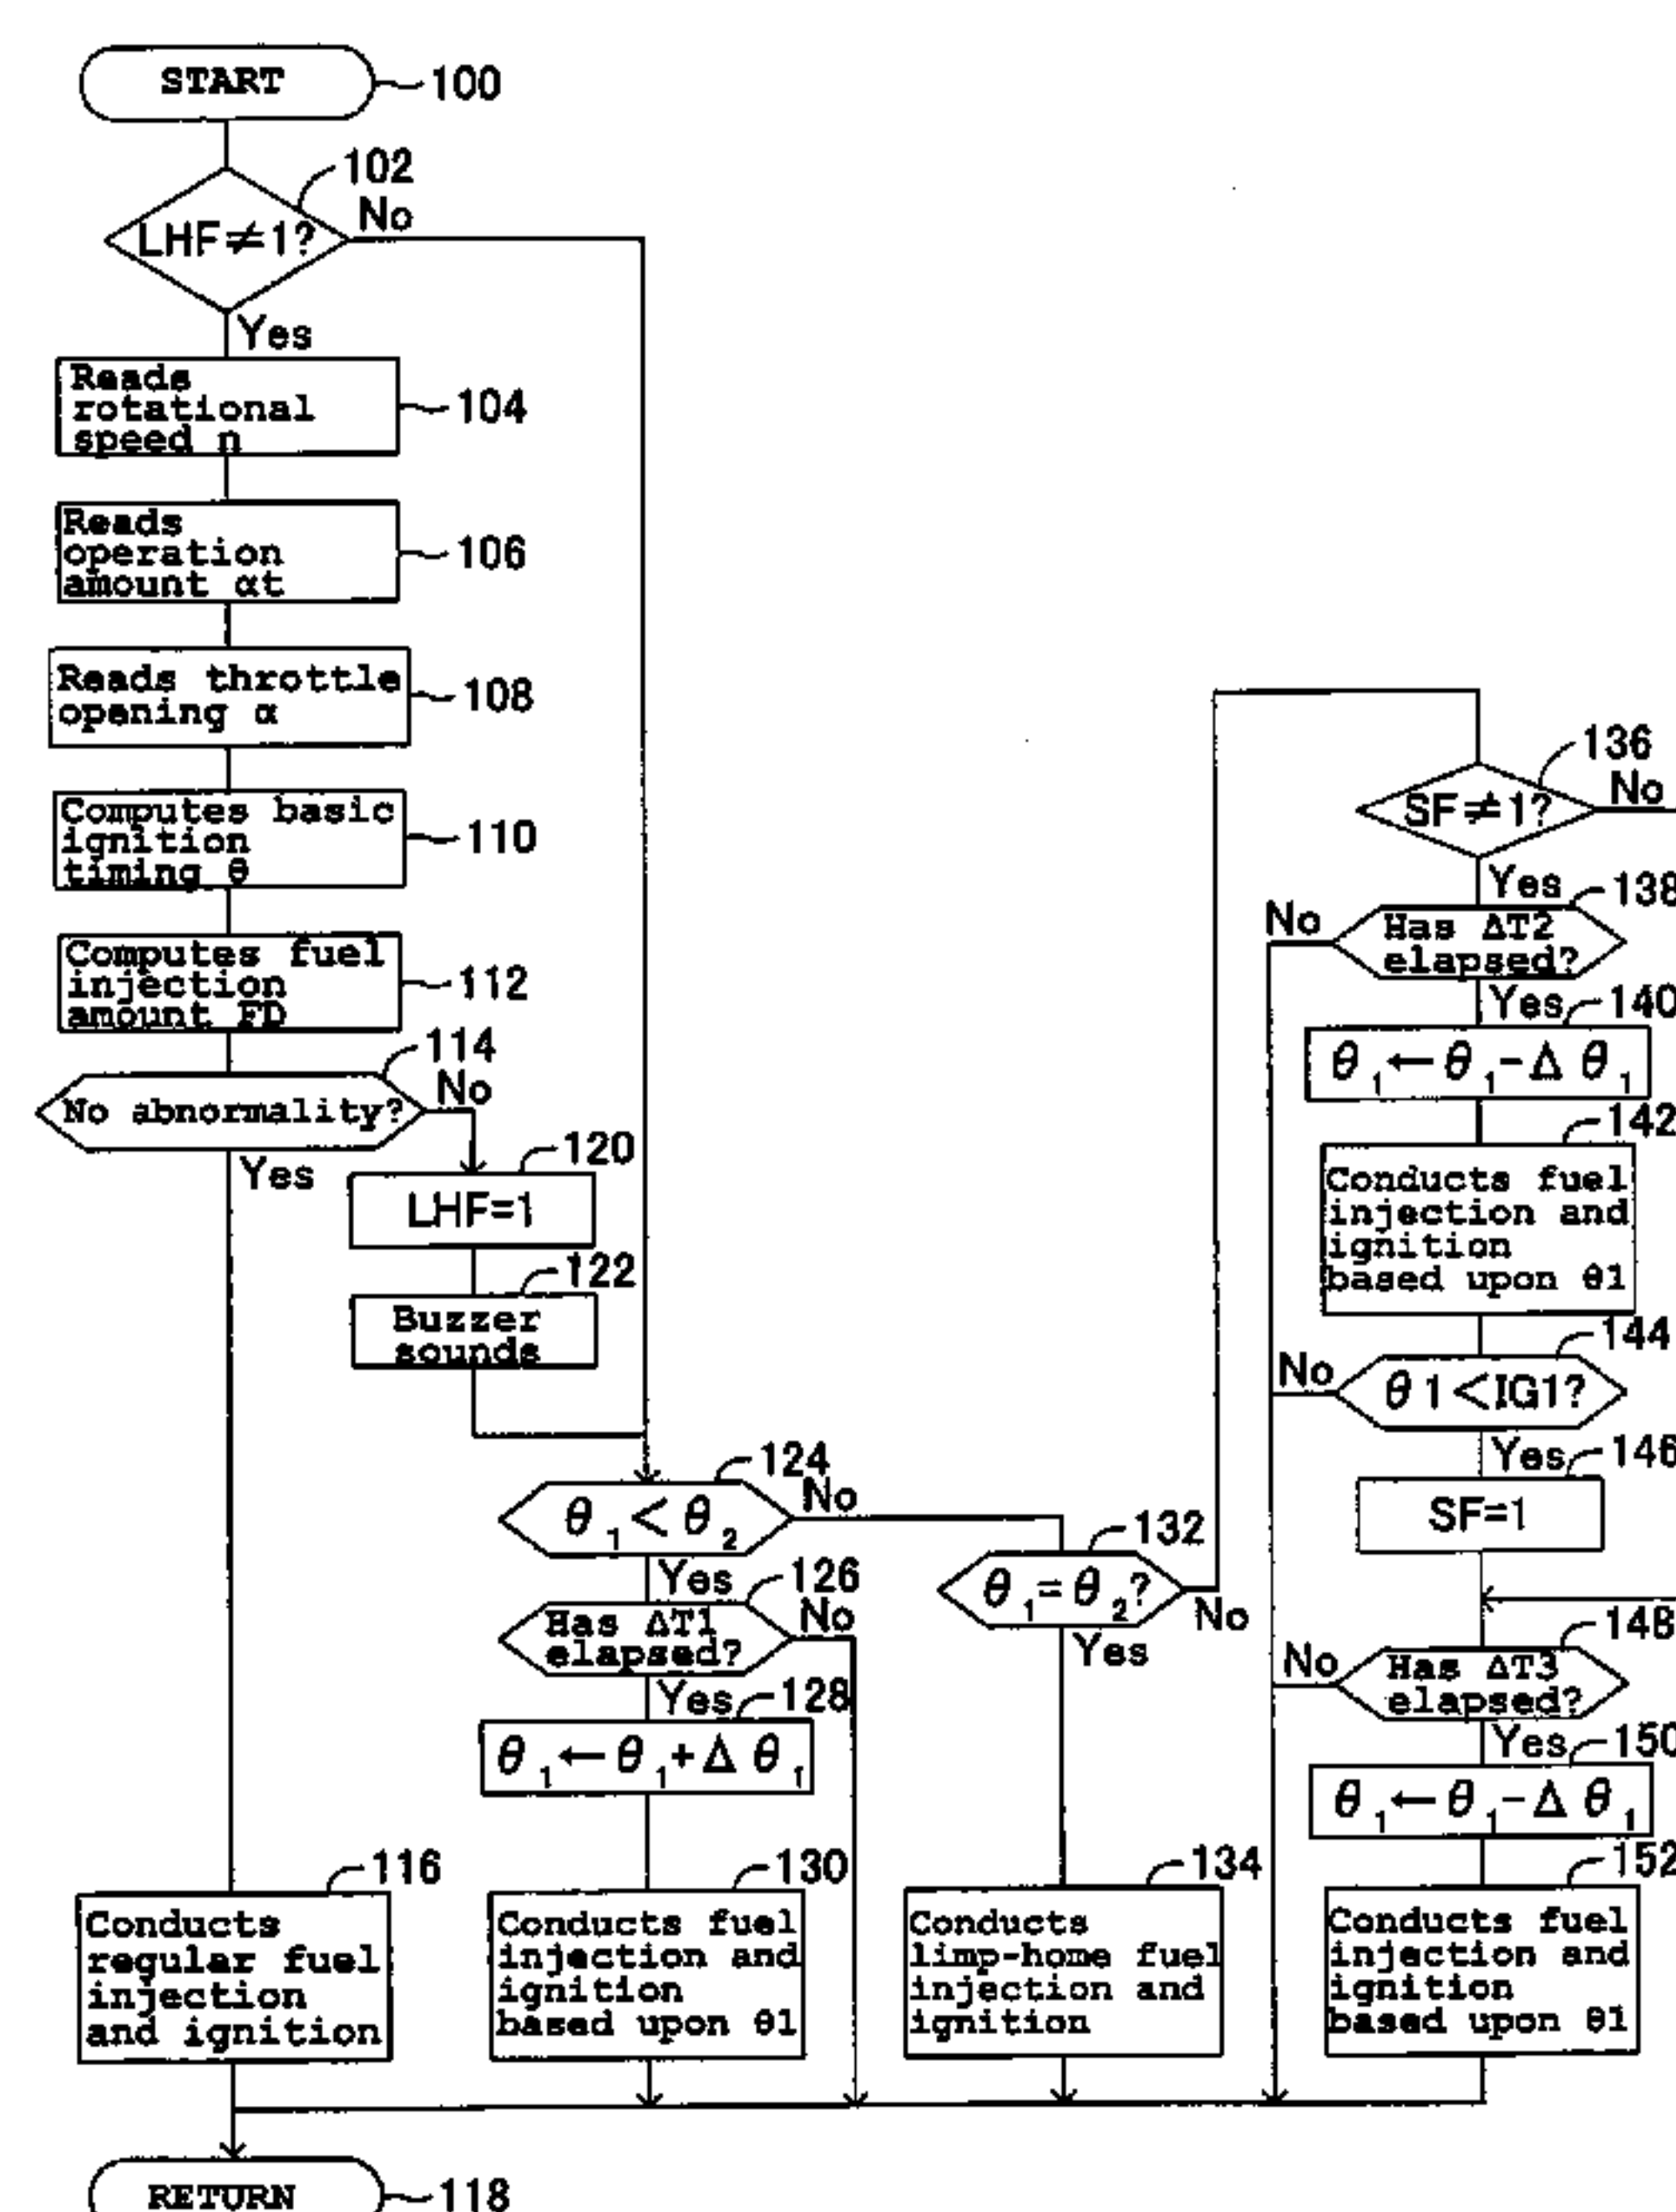 START
100
102
LHF≠1?
No
Yes
Reads
rotational
speed n
104
Reads
operation
amount αt
106
Reads throttle
opening α
108
Computes basic
ignition
timing θ
110
Computes fuel
injection
amount FD
112
114
No abnormality?
No
Yes
120
LHF=1
122
Buzzer
sounds
116
Conducts
regular fuel
injection
and ignition
124
θ1<θ2
No
Yes
126
Has ΔT1
elapsed?
No
Yes
128
θ1←θ1+Δθ1
130
Conducts fuel
injection and
ignition
based upon θ1
132
θ1=θ2?
No
Yes
134
Conducts
limp-home fuel
injection and
ignition
136
SF≠1?
No
Yes
138
No
Has ΔT2
elapsed?
Yes
140
θ1←θ1-Δθ1
142
Conducts fuel
injection and
ignition
based upon θ1
144
No
θ1<IG1?
Yes
146
SF=1
148
No
Has ΔT3
elapsed?
Yes
150
θ1←θ1-Δθ1
152
Conducts fuel
injection and
ignition
based upon θ1
RETURN
118